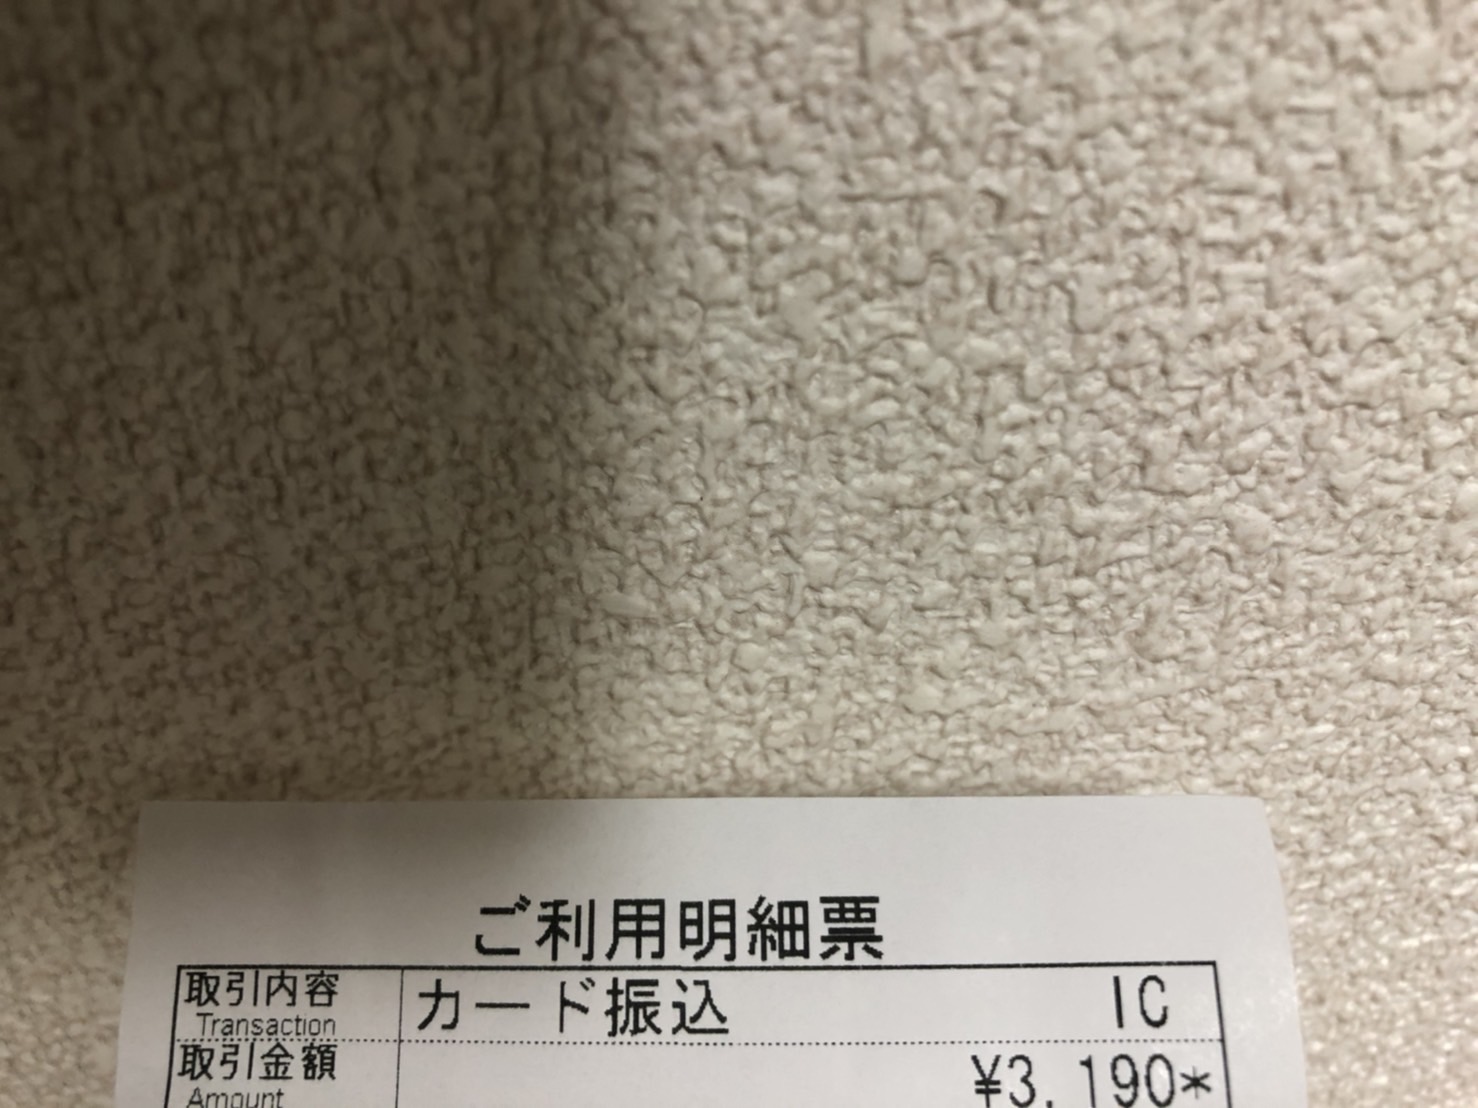 ご利用明細票
取引内容 カード振込 IC
Transaction
取引金額 ¥3,190*
Amount